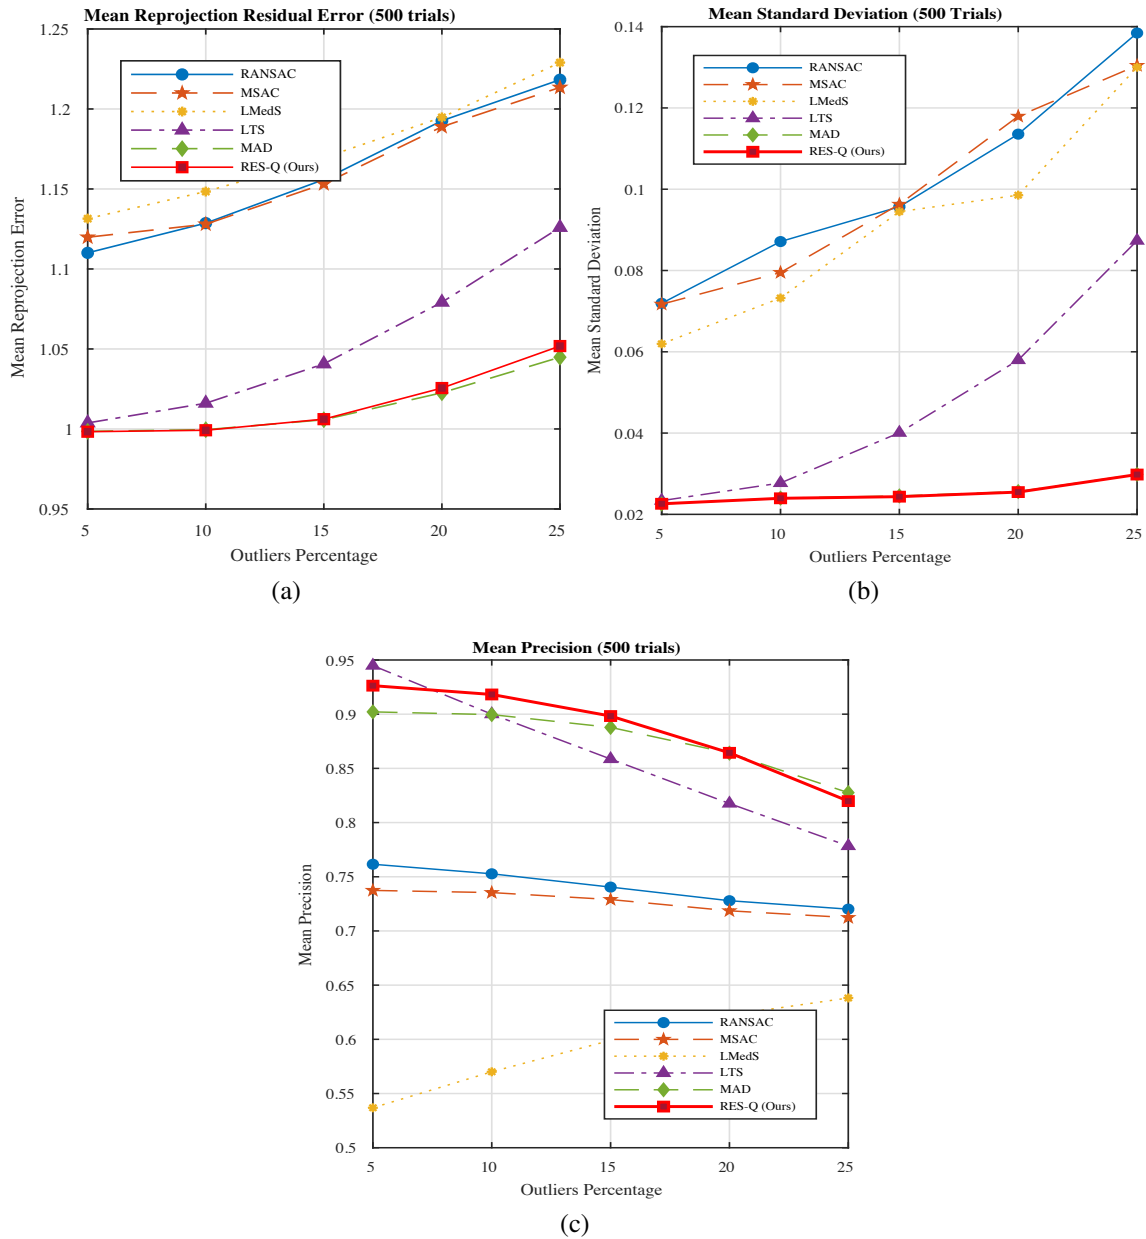 Mean Reprojection Residual Error (500 trials)
1.25
1.2
1.15
1.1
1.05
1
0.95
Mean Reprojection Error
RANSAC
MSAC
LMedS
LTS
MAD
RES-Q (Ours)
5 10 15 20 25
Outliers Percentage
(a)
Mean Standard Deviation (500 Trials)
0.14
0.12
0.1
0.08
0.06
0.04
0.02
Mean Standard Deviation
RANSAC
MSAC
LMedS
LTS
MAD
RES-Q (Ours)
5 10 15 20 25
Outliers Percentage
(b)
Mean Precision (500 trials)
0.95
0.9
0.85
0.8
0.75
0.7
0.65
0.6
0.55
0.5
Mean Precision
RANSAC
MSAC
LMedS
LTS
MAD
RES-Q (Ours)
5 10 15 20 25
Outliers Percentage
(c)